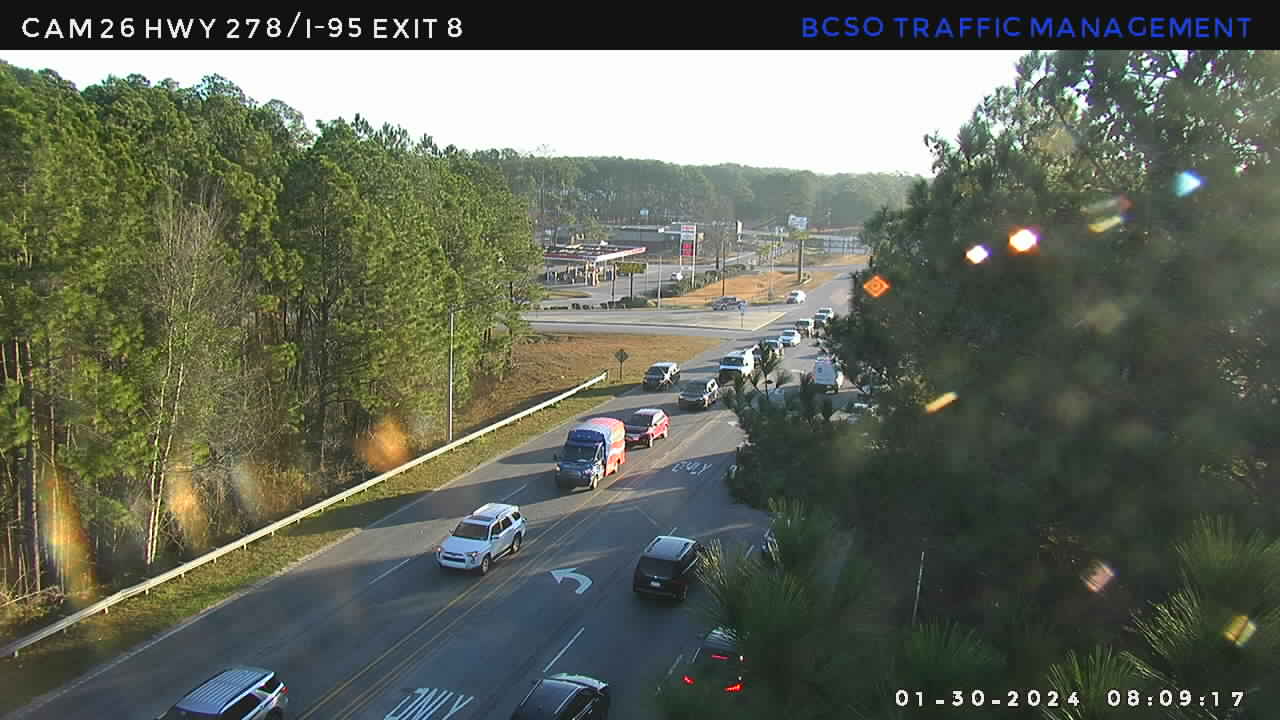 CAM 26 HWY 278/I-95 EXIT 8
BCSO TRAFFIC MANAGEMENT
ONLY
ONLY
01-30-2024 08:09:17